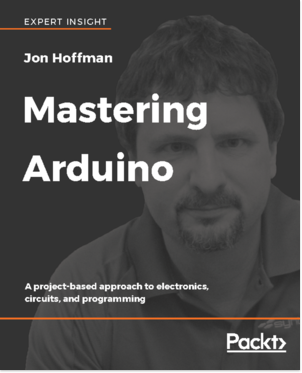 EXPERT INSIGHT
Jon Hoffman
Mastering
Arduino
A project-based approach to electronics,
circuits, and programming
Packt>